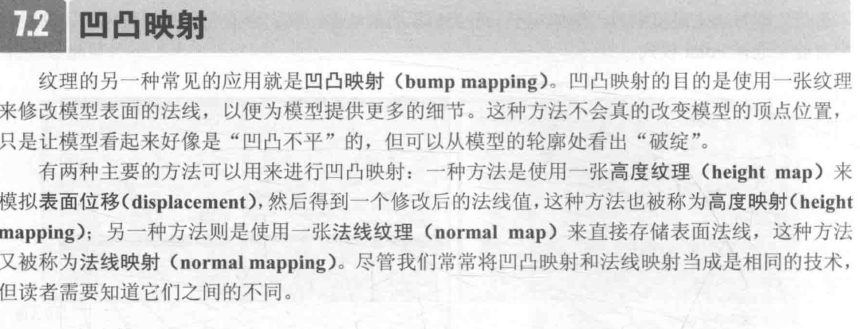 7.2 凹凸映射
纹理的另一种常见的应用就是凹凸映射（bump mapping）。凹凸映射的目的是使用一张纹理
来修改模型表面的法线，以便为模型提供更多的细节。这种方法不会真的改变模型的顶点位置，
只是让模型看起来好像是“凹凸不平”的，但可以从模型的轮廓处看出“破绽”。
有两种主要的方法可以用来进行凹凸映射：一种方法是使用一张高度纹理（height map）来
模拟表面位移(displacement)，然后得到一个修改后的法线值，这种方法也被称为高度映射(height
mapping)；另一种方法则是使用一张法线纹理（normal map）来直接存储表面法线，这种方法
又被称为法线映射（normal mapping）。尽管我们常常将凹凸映射和法线映射当成是相同的技术，
但读者需要知道它们之间的不同。